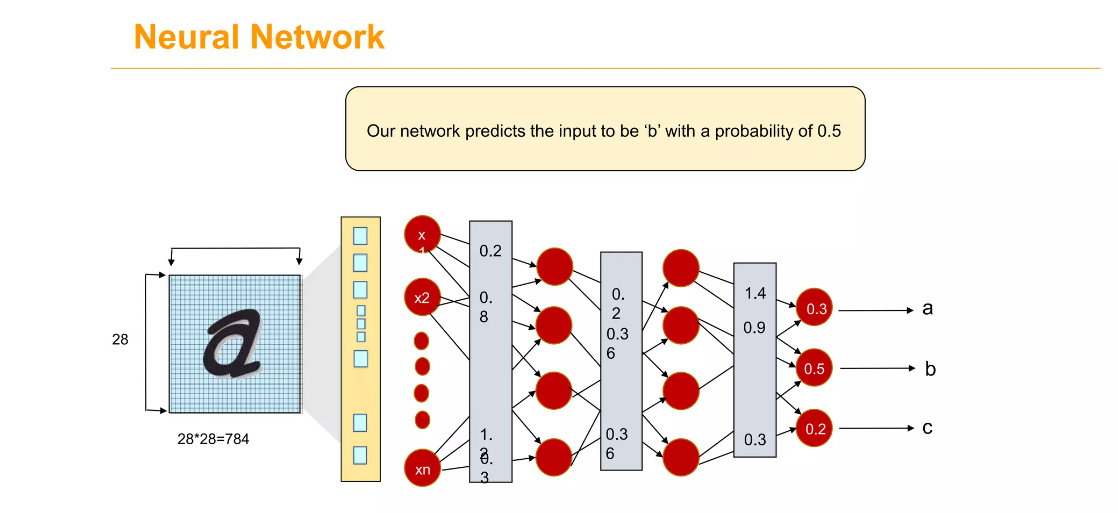 Neural Network
Our network predicts the input to be ‘b’ with a probability of 0.5
28
a
28*28=784
x
1
x2
xn
0.2
0.
8
1.
2
0.
3
0.
2
0.3
6
0.3
6
1.4
0.9
0.3
0.3
0.5
0.2
a
b
c